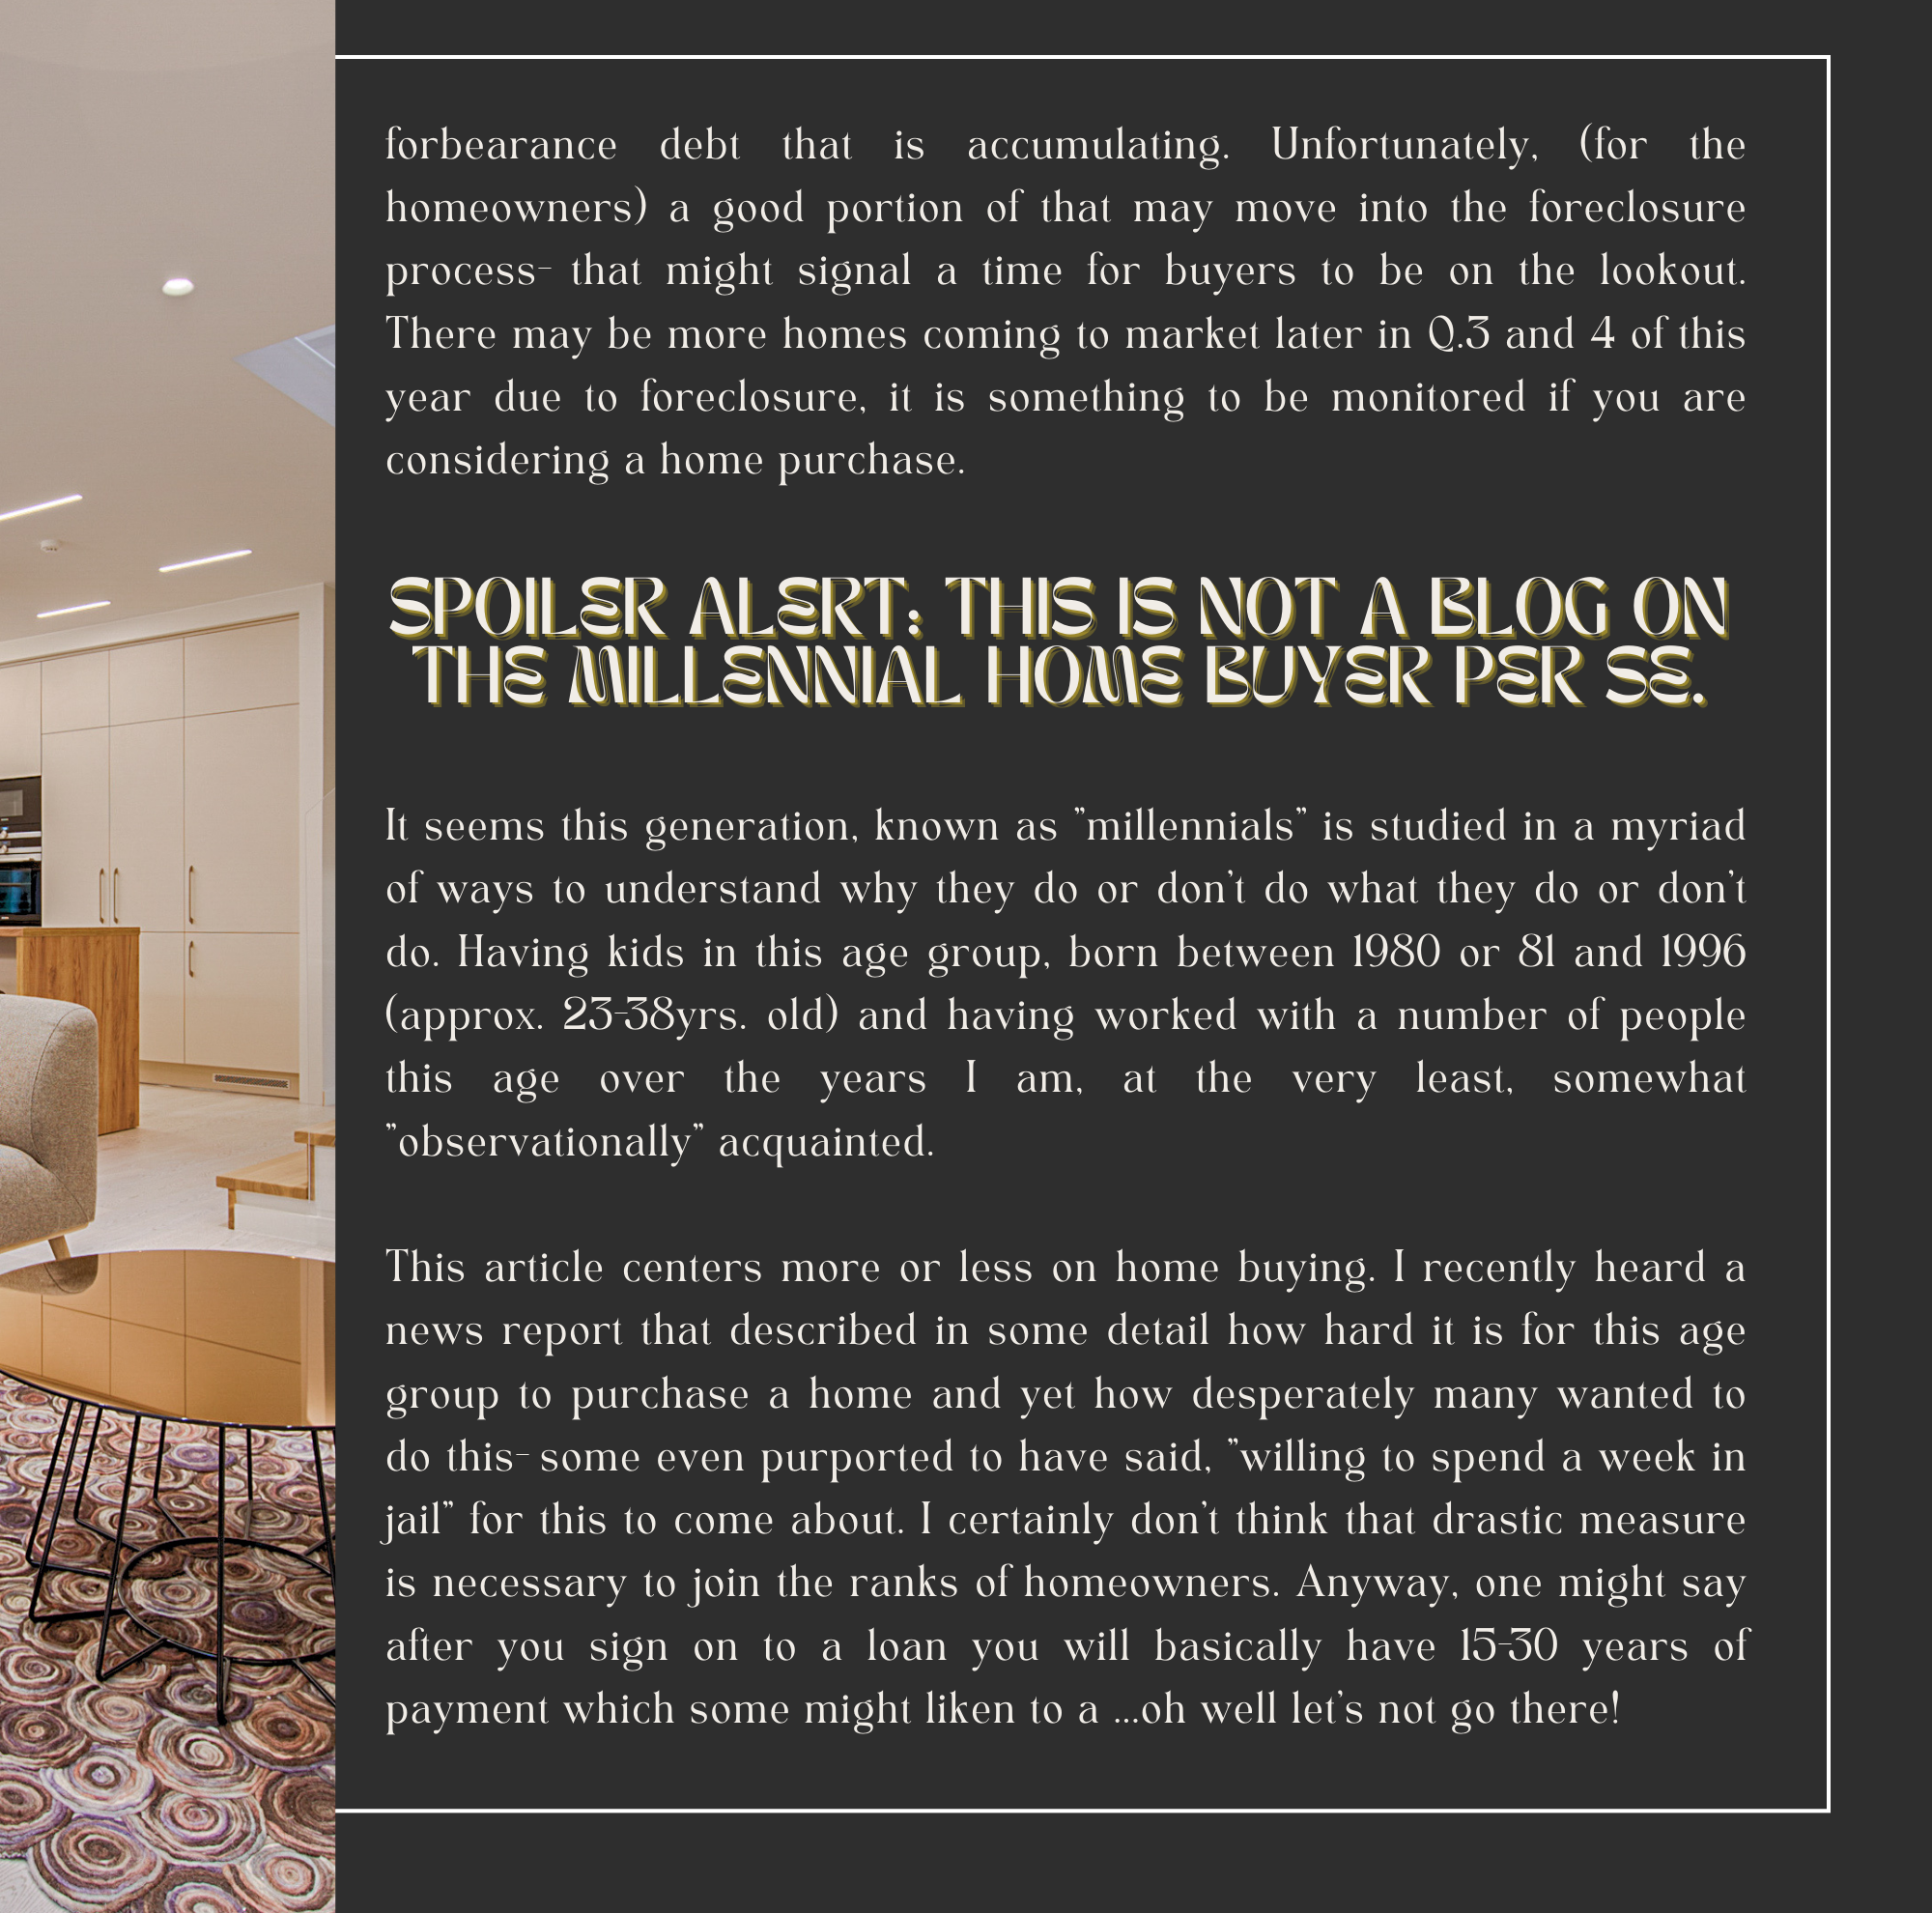 forbearance debt that is accumulating. Unfortunately, (for the
homeowners) a good portion of that may move into the foreclosure
process- that might signal a time for buyers to be on the lookout.
There may be more homes coming to market later in Q.3 and 4 of this
year due to foreclosure, it is something to be monitored if you are
considering a home purchase.
SPOILER ALERT: THIS IS NOT A BLOG ON
THE MILLENNIAL HOME BUYER PER SE.
It seems this generation, known as "millennials" is studied in a myriad
of ways to understand why they do or don't do what they do or don't
do. Having kids in this age group, born between 1980 or 81 and 1996
(approx. 23-38yrs. old) and having worked with a number of people
this age over the years I am, at the very least, somewhat
"observationally" acquainted.
This article centers more or less on home buying. I recently heard a
news report that described in some detail how hard it is for this age
group to purchase a home and yet how desperately many wanted to
do this- some even purported to have said, "willing to spend a week in
jail" for this to come about. I certainly don't think that drastic measure
is necessary to join the ranks of homeowners. Anyway, one might say
after you sign on to a loan you will basically have 15-30 years of
payment which some might liken to a ...oh well let's not go there!